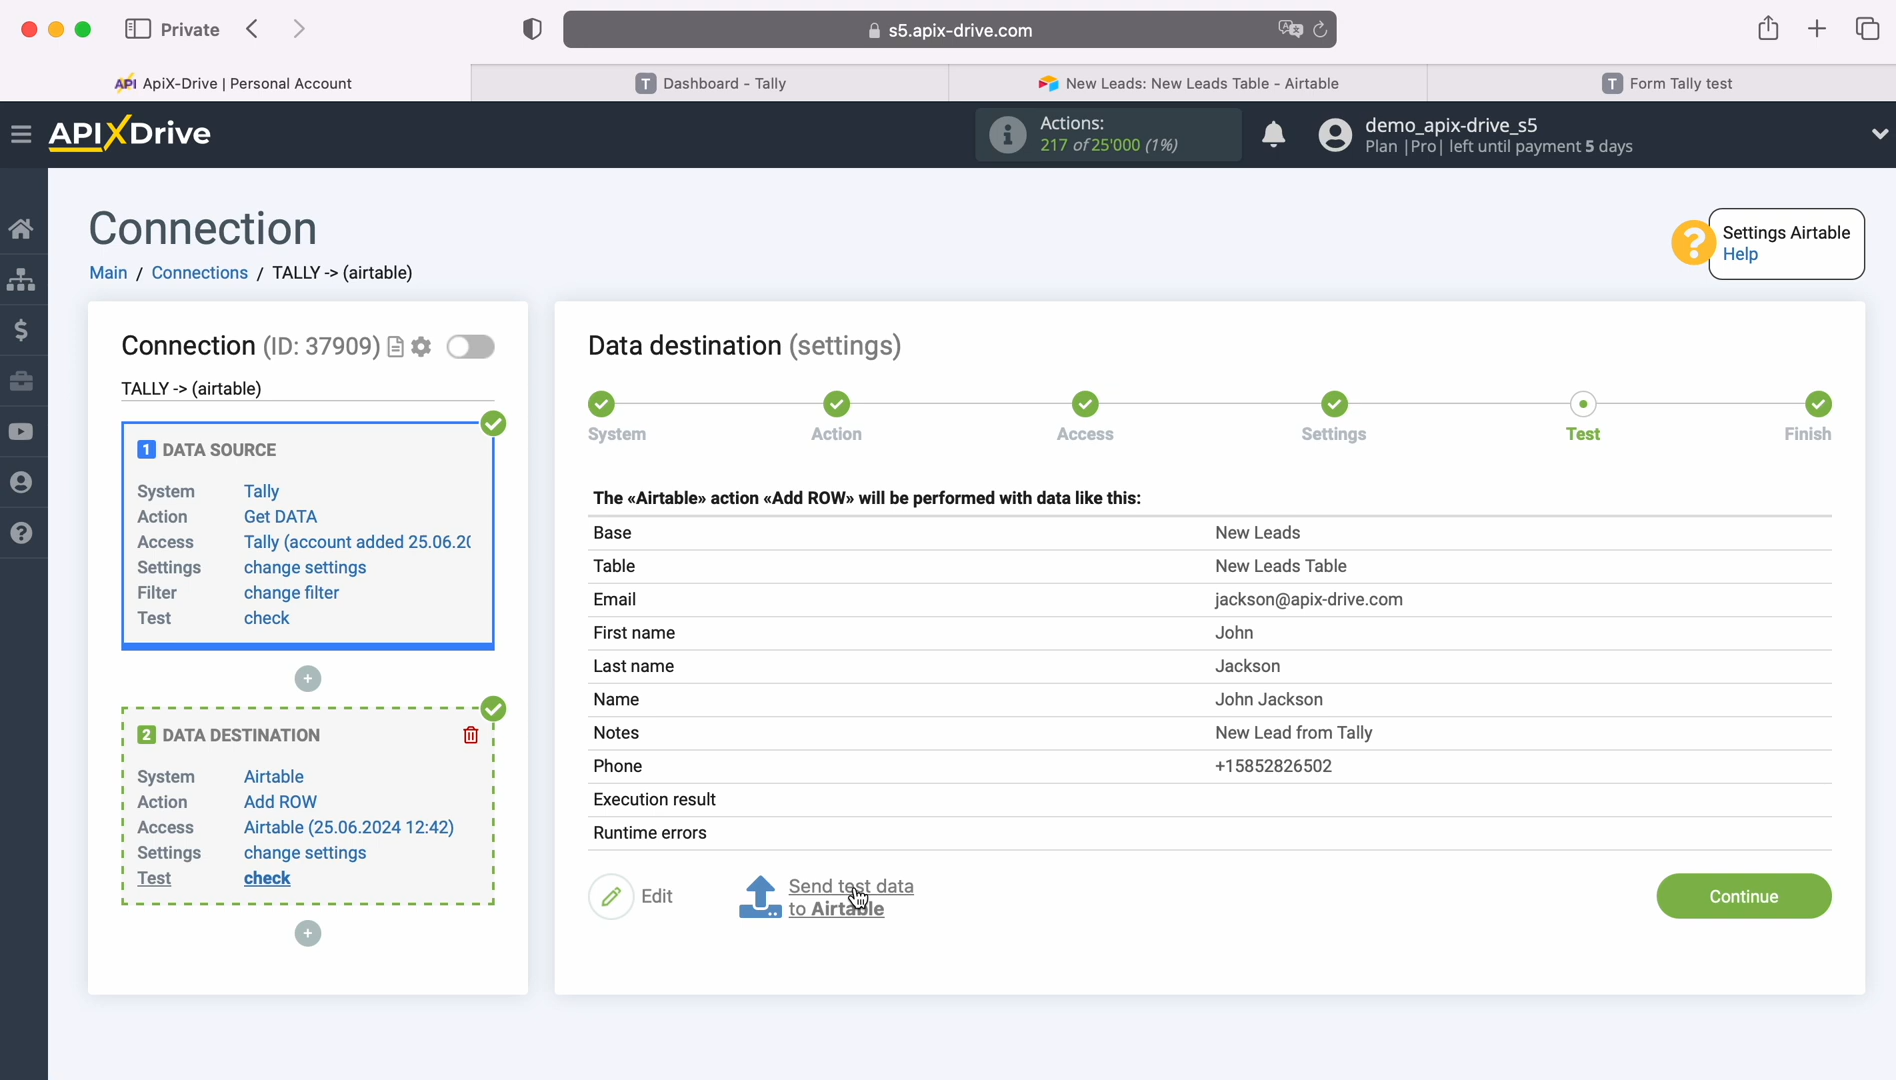 Private
s5.apix-drive.com
API ApiX-Drive | Personal Account
T Dashboard - Tally
New Leads: New Leads Table - Airtable
T Form Tally test
APIXDrive
i Actions:
217 of 25'000 (1%)
demo_apix-drive_s5
Plan |Pro| left until payment 5 days
Connection
Main / Connections / TALLY -> (airtable)
? Settings Airtable
Help
Connection (ID: 37909)
TALLY -> (airtable)
1 DATA SOURCE
System Tally
Action Get DATA
Access Tally (account added 25.06.20
Settings change settings
Filter change filter
Test check
+
2 DATA DESTINATION
System Airtable
Action Add ROW
Access Airtable (25.06.2024 12:42)
Settings change settings
Test check
+
Data destination (settings)
System Action Access Settings Test Finish
The «Airtable» action «Add ROW» will be performed with data like this:
Base New Leads
Table New Leads Table
Email jackson@apix-drive.com
First name John
Last name Jackson
Name John Jackson
Notes New Lead from Tally
Phone +15852826502
Execution result
Runtime errors
Edit
Send test data
to Airtable
Continue